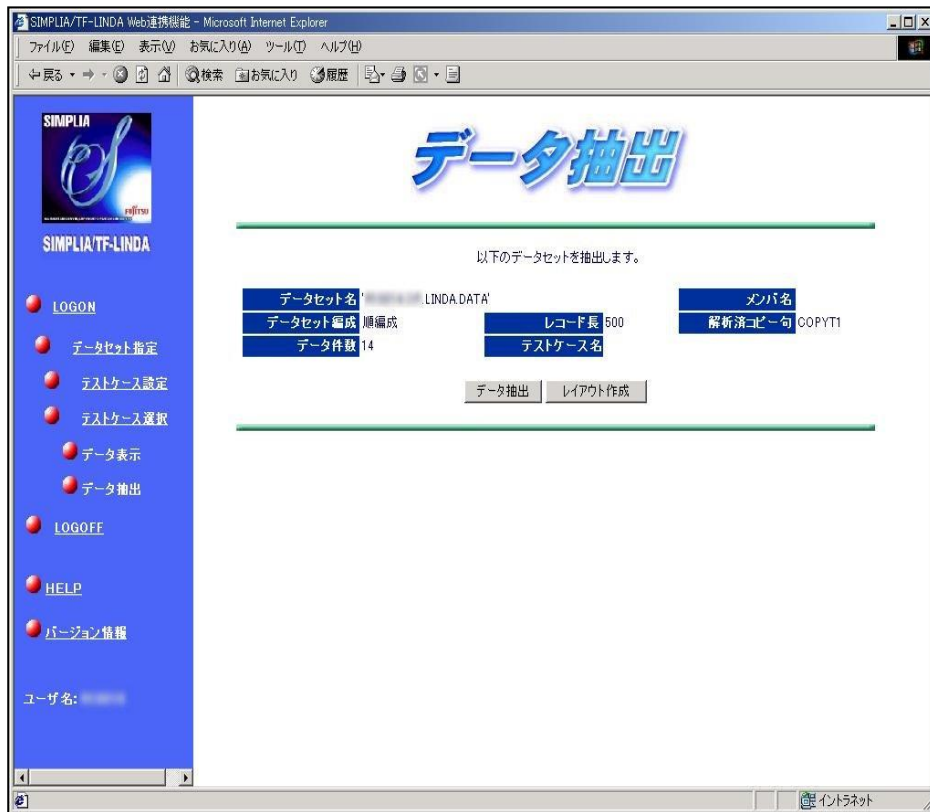 SIMPLIA/TF-LINDA Web連携機能 - Microsoft Internet Explorer
ファイル(F) 編集(E) 表示(V) お気に入り(A) ツール(T) ヘルプ(H)
戻る 検索 お気に入り 履歴
SIMPLIA
FUJITSU
SIMPLIA/TF-LINDA
LOGON
データセット指定
テストケース設定
テストケース選択
データ表示
データ抽出
LOGOFF
HELP
バージョン情報
ユーザ名:
データ抽出
以下のデータセットを抽出します。
データセット名 ' .LINDA.DATA' メンバ名
データセット編成 順編成 レコード長 500 解析済コピー句 COPYT1
データ件数 14 テストケース名
データ抽出 レイアウト作成
イントラネット